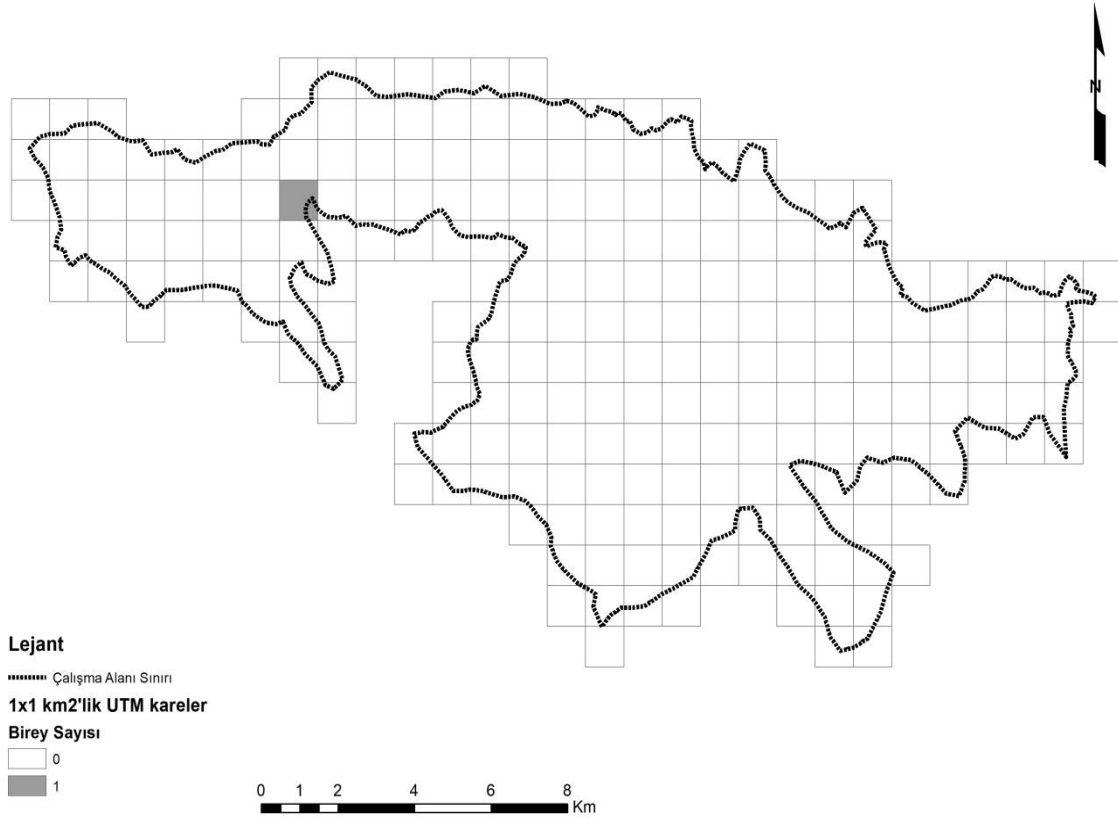 N
Lejant
Çalışma Alanı Sınırı
1x1 km2'lik UTM kareler
Birey Sayısı
0
1
0 1 2 4 6 8
Km